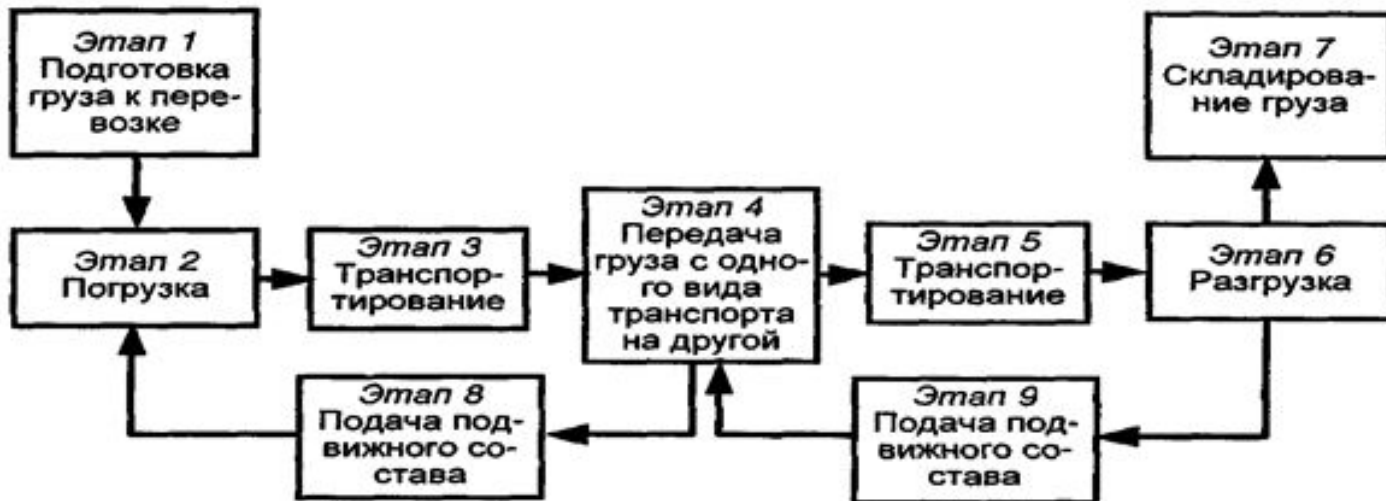 Этап 1
Подготовка
груза к пере-
возке
Этап 2
Погрузка
Этап 3
Транспор-
тирование
Этап 4
Передача
груза с одно-
го вида
транспорта
на другой
Этап 5
Транспор-
тирование
Этап 6
Разгрузка
Этап 7
Складирова-
ние груза
Этап 8
Подача под-
вижного со-
става
Этап 9
Подача под-
вижного со-
става